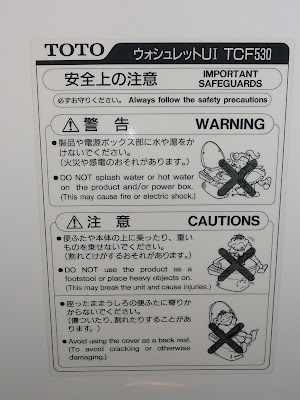 TOTO ウォシュレットUI TCF530
安全上の注意 IMPORTANT SAFEGUARDS
必ずお守りください。 Always follow the safety precautions
警告 WARNING
●製品や電源ボックス部に水や湯をか
けないでください。
(火災や感電のおそれがあります。)
●DO NOT splash water or hot water
on the product and/or power box.
(This may cause fire or electric shock.)
注意 CAUTIONS
●便ふたや本体の上に乗ったり、重い
ものを乗せないでください。
(割れてけがするおそれがあります。)
●DO NOT use the product as a
footstool or place heavy objects on.
(This may break the unit and cause injuries.)
●座ったままうしろの便ふたに寄りか
からないでください。
(傷ついたり、割れたりすることがあ
ります。)
●Avoid using the cover as a back rest.
(To avoid cracking or otherwise
damaging.)